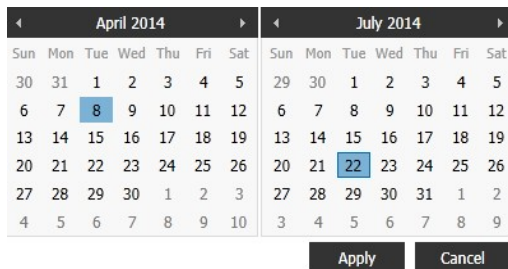 April 2014
Sun Mon Tue Wed Thu Fri Sat
30 31 1 2 3 4 5
6 7 8 9 10 11 12
13 14 15 16 17 18 19
20 21 22 23 24 25 26
27 28 29 30 1 2 3
4 5 6 7 8 9 10
July 2014
Sun Mon Tue Wed Thu Fri Sat
29 30 1 2 3 4 5
6 7 8 9 10 11 12
13 14 15 16 17 18 19
20 21 22 23 24 25 26
27 28 29 30 31 1 2
3 4 5 6 7 8 9
Apply Cancel